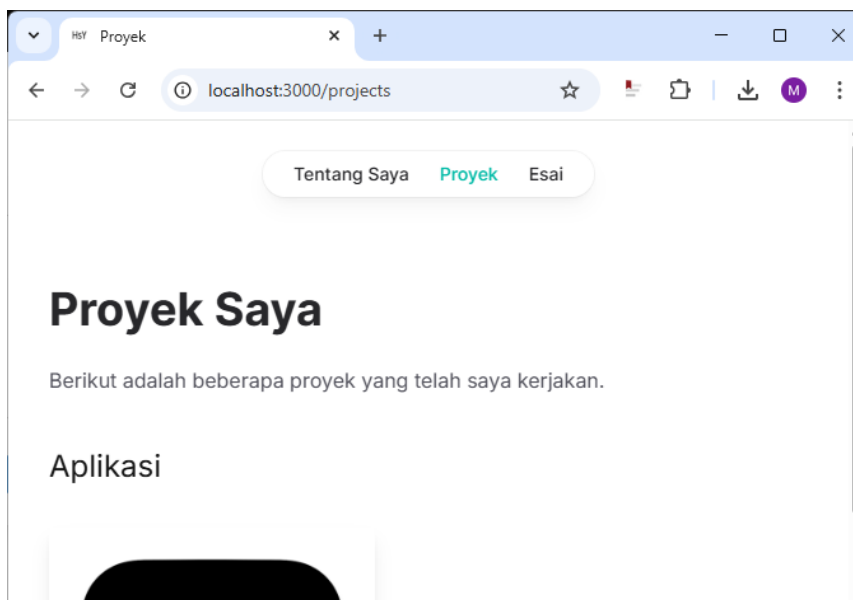 HsY Proyek
localhost:3000/projects
M
Tentang Saya Proyek Esai
Proyek Saya
Berikut adalah beberapa proyek yang telah saya kerjakan.
Aplikasi